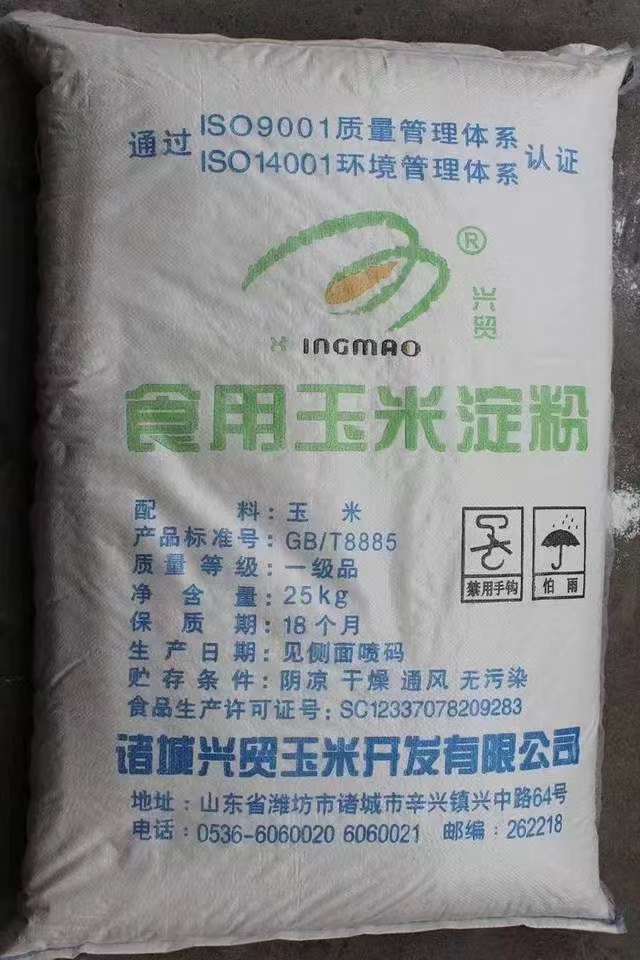 通过 ISO9001质量管理体系 认证
ISO14001环境管理体系
®
兴贸
XINGMAO
食用玉米淀粉
配料:玉米
产品标准号:GB/T8885
质量等级:一级品
净含量:25kg
保质期:18个月
生产日期:见侧面喷码
贮存条件:阴凉 干燥 通风 无污染
食品生产许可证号:SC12337078209283
禁用手钩
怕雨
诸城兴贸玉米开发有限公司
地址:山东省潍坊市诸城市辛兴镇兴中路64号
电话:0536-6060020 6060021 邮编:262218